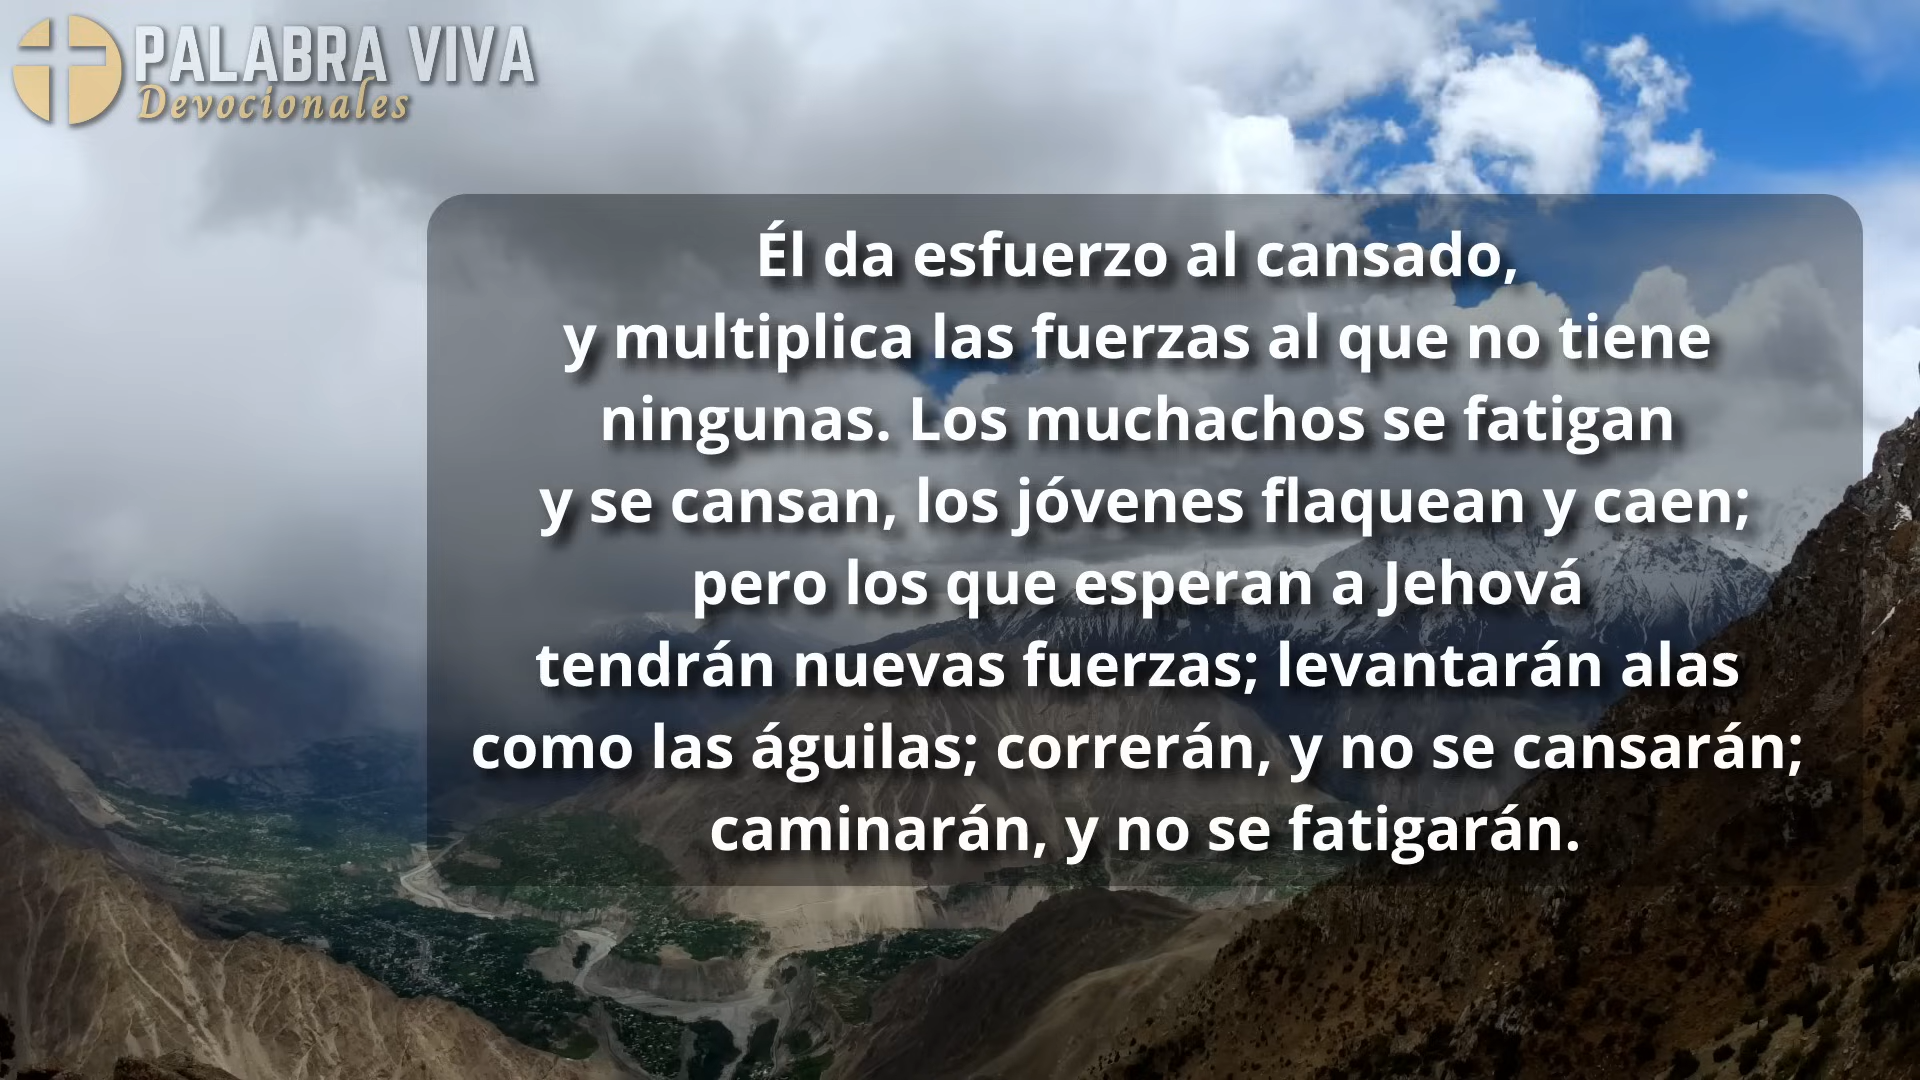 PALABRA VIVA
Devocionales
Él da esfuerzo al cansado,
y multiplica las fuerzas al que no tiene
ningunas. Los muchachos se fatigan
y se cansan, los jóvenes flaquean y caen;
pero los que esperan a Jehová
tendrán nuevas fuerzas; levantarán alas
como las águilas; correrán, y no se cansarán;
caminarán, y no se fatigarán.